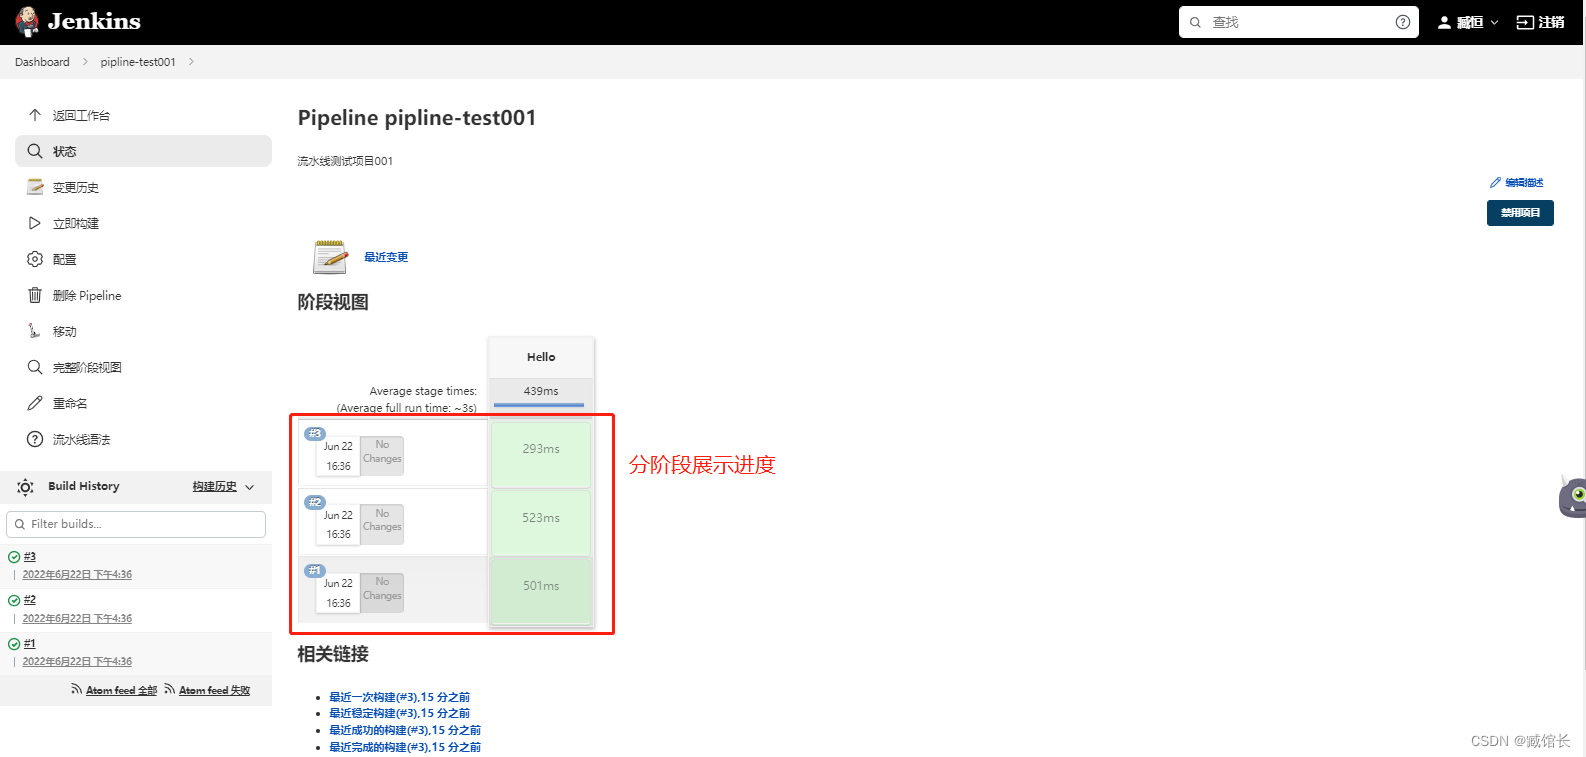 Jenkins
查找
臧恒
注销
Dashboard
pipline-test001
返回工作台
状态
变更历史
立即构建
配置
删除 Pipeline
移动
完整阶段视图
重命名
流水线语法
Build History
构建历史
Filter builds...
#3
2022年6月22日 下午4:36
#2
2022年6月22日 下午4:36
#1
2022年6月22日 下午4:36
Atom feed 全部
Atom feed 失败
Pipeline pipline-test001
流水线测试项目001
编辑描述
禁用项目
最近变更
阶段视图
Hello
Average stage times:
(Average full run time: ~3s)
439ms
#3
Jun 22
16:36
No
Changes
293ms
#2
Jun 22
16:36
No
Changes
523ms
#1
Jun 22
16:36
No
Changes
501ms
分阶段展示进度
相关链接
最近一次构建(#3),15 分之前
最近稳定构建(#3),15 分之前
最近成功的构建(#3),15 分之前
最近完成的构建(#3),15 分之前
CSDN @臧馆长